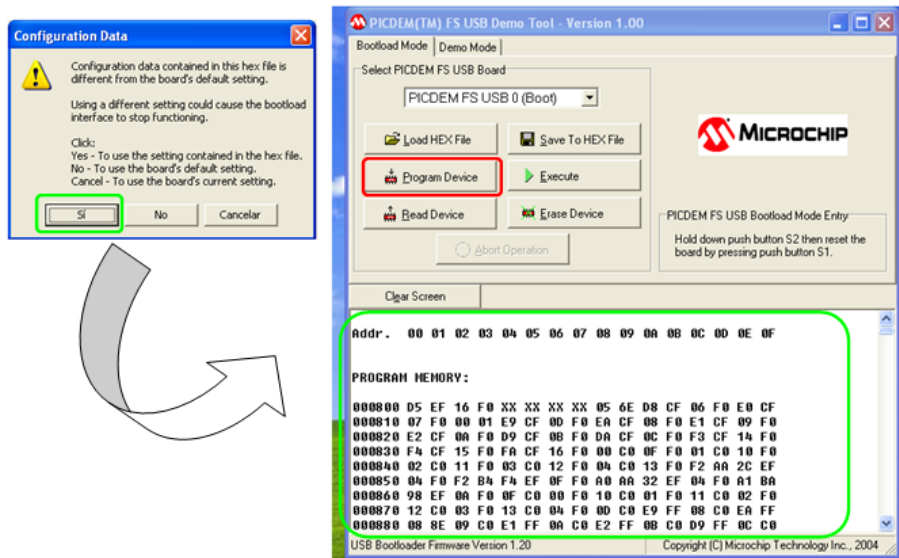 Configuration Data
Configuration data contained in this hex file is
different from the board's default setting.
Using a different setting could cause the bootload
interface to stop functioning.
Click:
Yes - To use the setting contained in the hex file.
No - To use the board's default setting.
Cancel - To use the board's current setting.
Sí No Cancelar
PICDEM(TM) FS USB Demo Tool - Version 1.00
Bootload Mode Demo Mode
Select PICDEM FS USB Board
PICDEM FS USB 0 (Boot)
Load HEX File Save To HEX File
Program Device Execute
Read Device Erase Device
Abort Operation
MICROCHIP
PICDEM FS USB Bootload Mode Entry
Hold down push button S2 then reset the
board by pressing push button S1.
Clear Screen
Addr. 00 01 02 03 04 05 06 07 08 09 0A 0B 0C 0D 0E 0F
PROGRAM MEMORY:
000800 D5 EF 16 F0 XX XX XX XX 05 6E D8 CF 06 F0 E0 CF
000810 07 F0 00 01 E9 CF 0D F0 EA CF 08 F0 E1 CF 09 F0
000820 E2 CF 0A F0 D9 CF 0B F0 DA CF 0C F0 F3 CF 14 F0
000830 F4 CF 15 F0 FA CF 16 F0 00 C0 0F F0 01 C0 10 F0
000840 02 C0 11 F0 03 C0 12 F0 04 C0 13 F0 F2 AA 2C EF
000850 04 F0 F2 B4 F4 EF 0F F0 A0 AA 32 EF 04 F0 A1 BA
000860 98 EF 0A F0 0F C0 00 F0 10 C0 01 F0 11 C0 02 F0
000870 12 C0 03 F0 13 C0 04 F0 0D C0 E9 FF 08 C0 EA FF
000880 08 8E 09 C0 E1 FF 0A C0 E2 FF 0B C0 D9 FF 0C C0
USB Bootloader Firmware Version 1.20 Copyright (C) Microchip Technology Inc., 2004